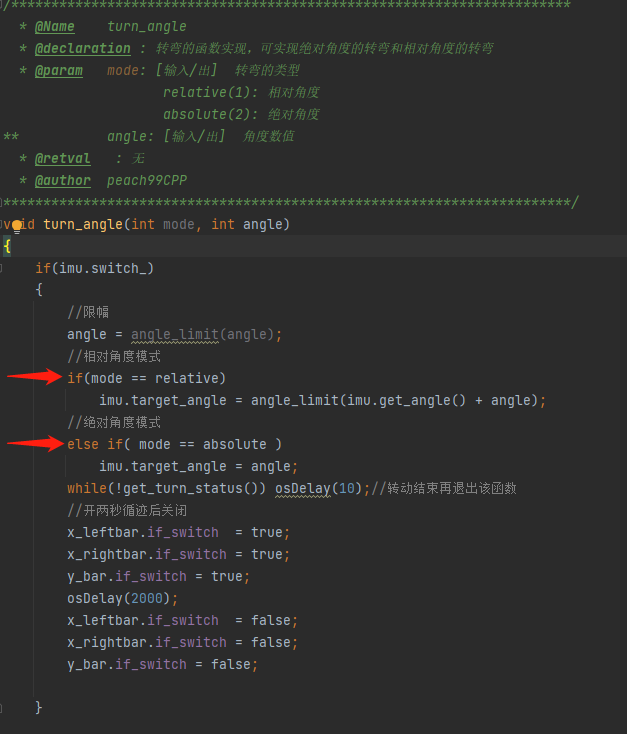 /**********************************************************************
* @Name    turn_angle
* @declaration : 转弯的函数实现，可实现绝对角度的转弯和相对角度的转弯
* @param   mode: [输入/出]  转弯的类型
relative(1): 相对角度
absolute(2): 绝对角度
**           angle: [输入/出]  角度数值
* @retval   : 无
* @author  peach99CPP
***********************************************************************/
void turn_angle(int mode, int angle)
{
    if(imu.switch_)
    {
        //限幅
        angle = angle_limit(angle);
        //相对角度模式
        if(mode == relative)
            imu.target_angle = angle_limit(imu.get_angle() + angle);
        //绝对角度模式
        else if( mode == absolute )
            imu.target_angle = angle;
        while(!get_turn_status()) osDelay(10);//转动结束再退出该函数
        //开两秒循迹后关闭
        x_leftbar.if_switch  = true;
        x_rightbar.if_switch = true;
        y_bar.if_switch = true;
        osDelay(2000);
        x_leftbar.if_switch  = false;
        x_rightbar.if_switch = false;
        y_bar.if_switch = false;
    }